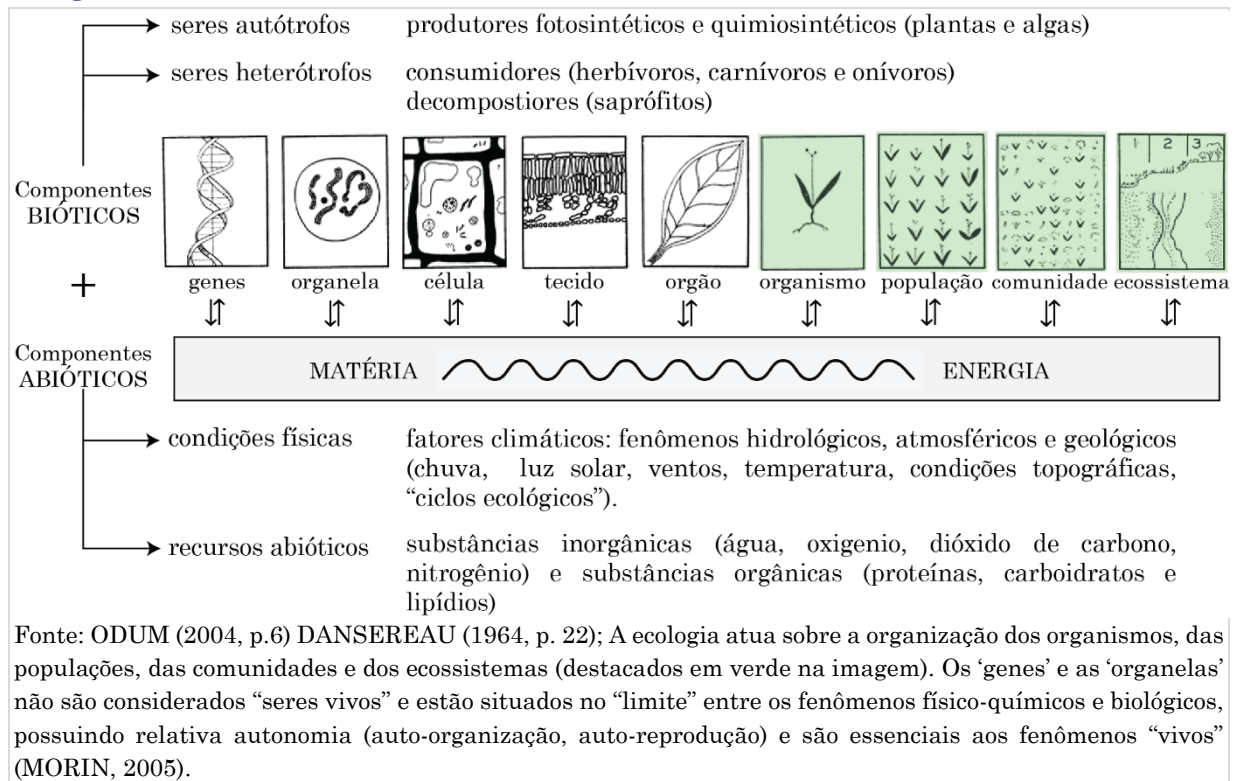 seres autótrofos produtores fotosintéticos e quimiosintéticos (plantas e algas)
seres heterótrofos consumidores (herbívoros, carnívoros e onívoros)
decompostiores (saprófitos)
1 2 3
Componentes
BIÓTICOS
+
genes organela célula tecido orgão organismo população comunidade ecossistema
Componentes
ABIÓTICOS
MATÉRIA ENERGIA
condições físicas fatores climáticos: fenômenos hidrológicos, atmosféricos e geológicos
(chuva, luz solar, ventos, temperatura, condições topográficas,
“ciclos ecológicos”).
recursos abióticos substâncias inorgânicas (água, oxigenio, dióxido de carbono,
nitrogênio) e substâncias orgânicas (proteínas, carboidratos e
lipídios)
Fonte: ODUM (2004, p.6) DANSEREAU (1964, p. 22); A ecologia atua sobre a organização dos organismos, das
populações, das comunidades e dos ecossistemas (destacados em verde na imagem). Os ‘genes’ e as ‘organelas’
não são considerados “seres vivos” e estão situados no “limite” entre os fenômenos físico-químicos e biológicos,
possuindo relativa autonomia (auto-organização, auto-reprodução) e são essenciais aos fenômenos “vivos”
(MORIN, 2005).